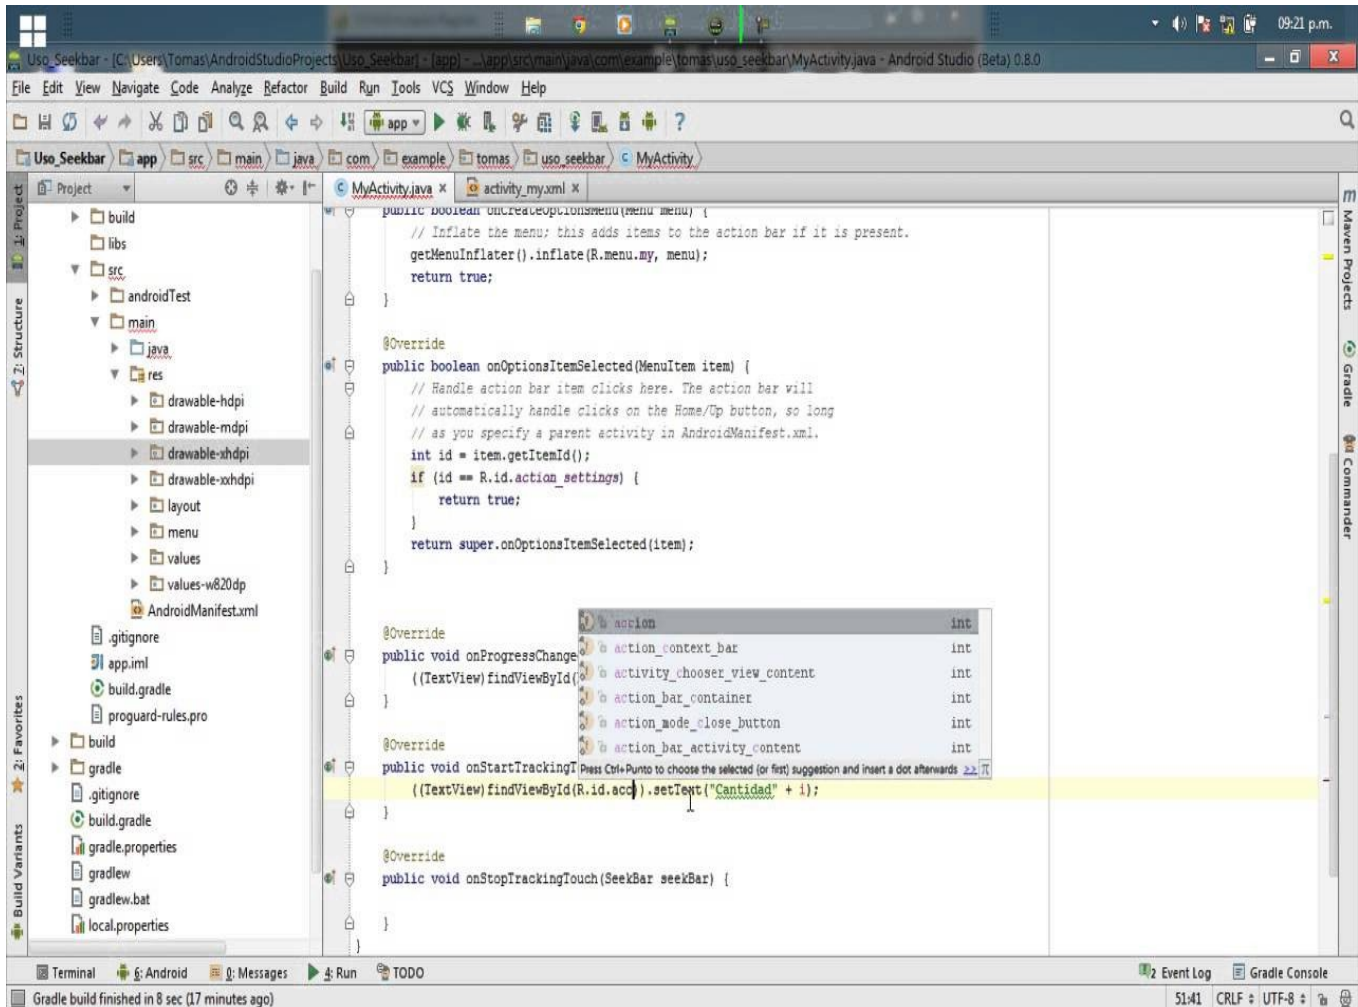 09:21 p.m.
Uso_Seekbar - [C:\Users\Tomas\AndroidStudioProjects\Uso_Seekbar] - [app] - ...\app\src\main\java\com\example\tomas\uso_seekbar\MyActivity.java - Android Studio (Beta) 0.8.0
File Edit View Navigate Code Analyze Refactor Build Run Tools VCS Window Help
app
Uso_Seekbar app src main java com example tomas uso_seekbar MyActivity
Project
MyActivity.java
activity_my.xml
1: Project
7: Structure
2: Favorites
Build Variants
build
libs
src
androidTest
main
java
res
drawable-hdpi
drawable-mdpi
drawable-xhdpi
drawable-xxhdpi
layout
menu
values
values-w820dp
AndroidManifest.xml
.gitignore
app.iml
build.gradle
proguard-rules.pro
build
gradle
.gitignore
build.gradle
gradle.properties
gradlew
gradlew.bat
local.properties
public boolean onCreateOptionsMenu(Menu menu) {
// Inflate the menu; this adds items to the action bar if it is present.
getMenuInflater().inflate(R.menu.my, menu);
return true;
}
@Override
public boolean onOptionsItemSelected(MenuItem item) {
// Handle action bar item clicks here. The action bar will
// automatically handle clicks on the Home/Up button, so long
// as you specify a parent activity in AndroidManifest.xml.
int id = item.getItemId();
if (id == R.id.action_settings) {
return true;
}
return super.onOptionsItemSelected(item);
}
@Override
public void onProgressChange
((TextView)findViewById(
}
@Override
public void onStartTrackingT
((TextView)findViewById(R.id.acc)).setText("Cantidad" + i);
}
@Override
public void onStopTrackingTouch(SeekBar seekBar) {
}
}
accion int
action_context_bar int
activity_chooser_view_content int
action_bar_container int
action_mode_close_button int
action_bar_activity_content int
Press Ctrl+Punto to choose the selected (or first) suggestion and insert a dot afterwards >> π
Maven Projects
Gradle
Commander
Terminal 6: Android 0: Messages 4: Run TODO
2 Event Log Gradle Console
Gradle build finished in 8 sec (17 minutes ago)
51:41 CRLF UTF-8